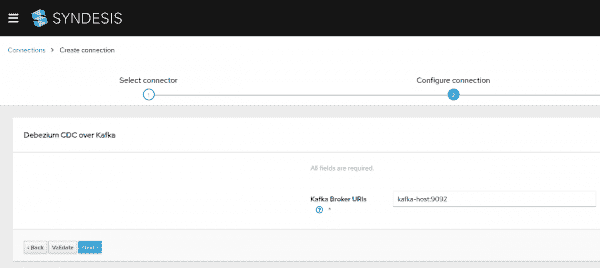 SYNDESIS
Connections > Create connection
Select connector
Configure connection
1
2
Debezium CDC over Kafka
All fields are required.
Kafka Broker URIs
kafka-host:9092
? *
‹ Back
Validate
Next ›